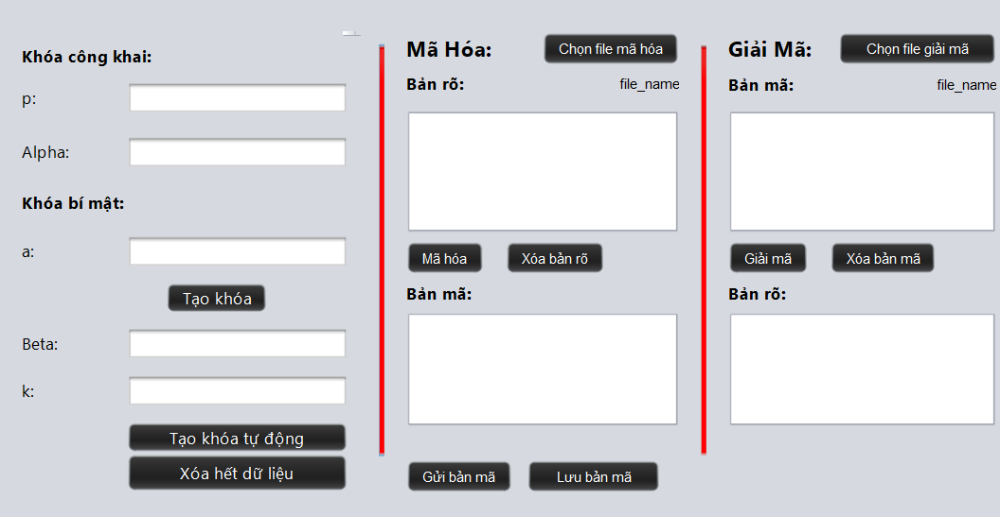 Khóa công khai:
p:
Alpha:
Khóa bí mật:
a:
Tạo khóa
Beta:
k:
Tạo khóa tự động
Xóa hết dữ liệu
Mã Hóa:
Chọn file mã hóa
Bản rõ:
file_name
Mã hóa
Xóa bản rõ
Bản mã:
Gửi bản mã
Lưu bản mã
Giải Mã:
Chọn file giải mã
Bản mã:
file_name
Giải mã
Xóa bản mã
Bản rõ: